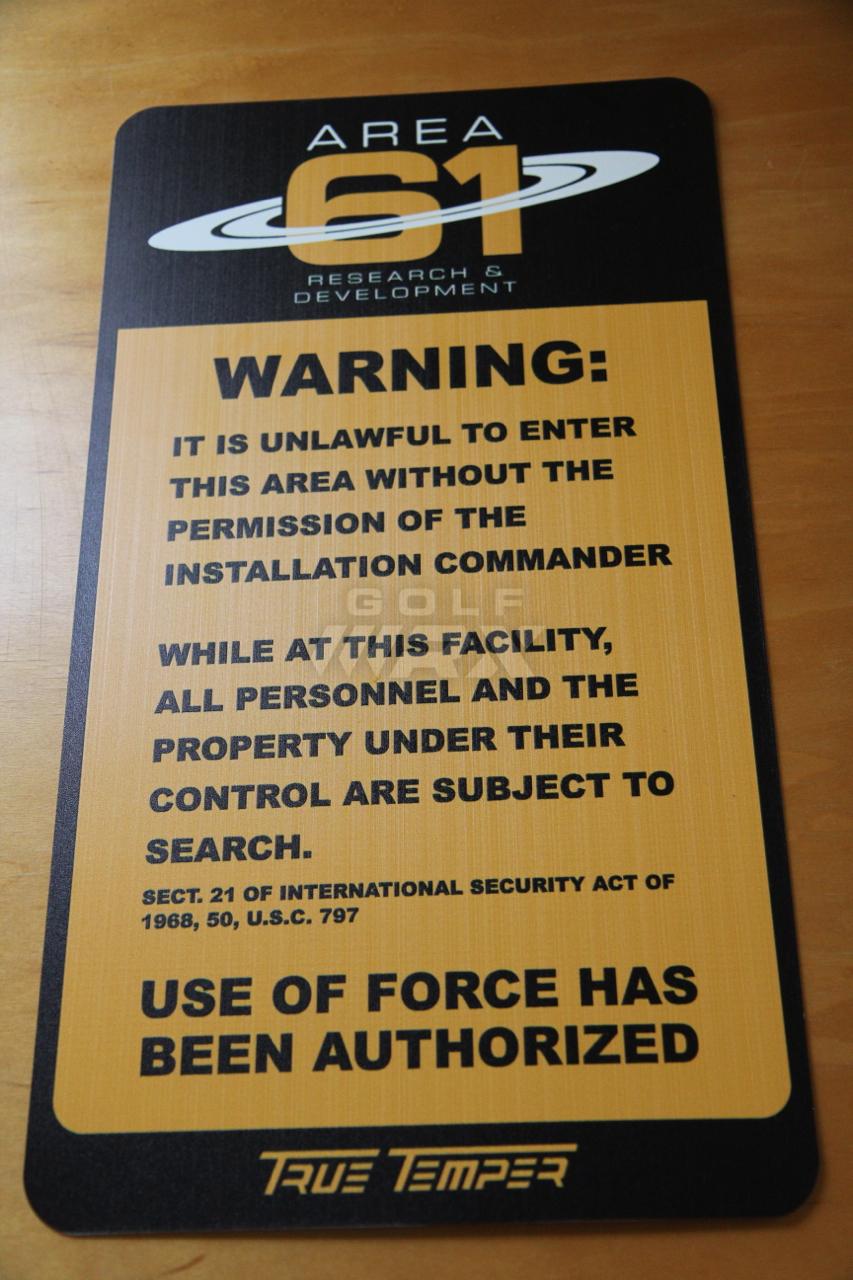 AREA
61
RESEARCH &
DEVELOPMENT
WARNING:
IT IS UNLAWFUL TO ENTER
THIS AREA WITHOUT THE
PERMISSION OF THE
INSTALLATION COMMANDER
GOLF
WRX
WHILE AT THIS FACILITY,
ALL PERSONNEL AND THE
PROPERTY UNDER THEIR
CONTROL ARE SUBJECT TO
SEARCH.
SECT. 21 OF INTERNATIONAL SECURITY ACT OF
1968, 50, U.S.C. 797
USE OF FORCE HAS
BEEN AUTHORIZED
TRUE TEMPER